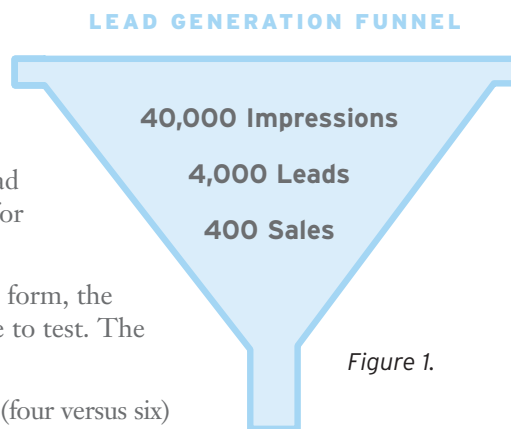 LEAD GENERATION FUNNEL
40,000 Impressions
4,000 Leads
400 Sales
Figure 1.
for
form, the
e to test. The
(four versus six)